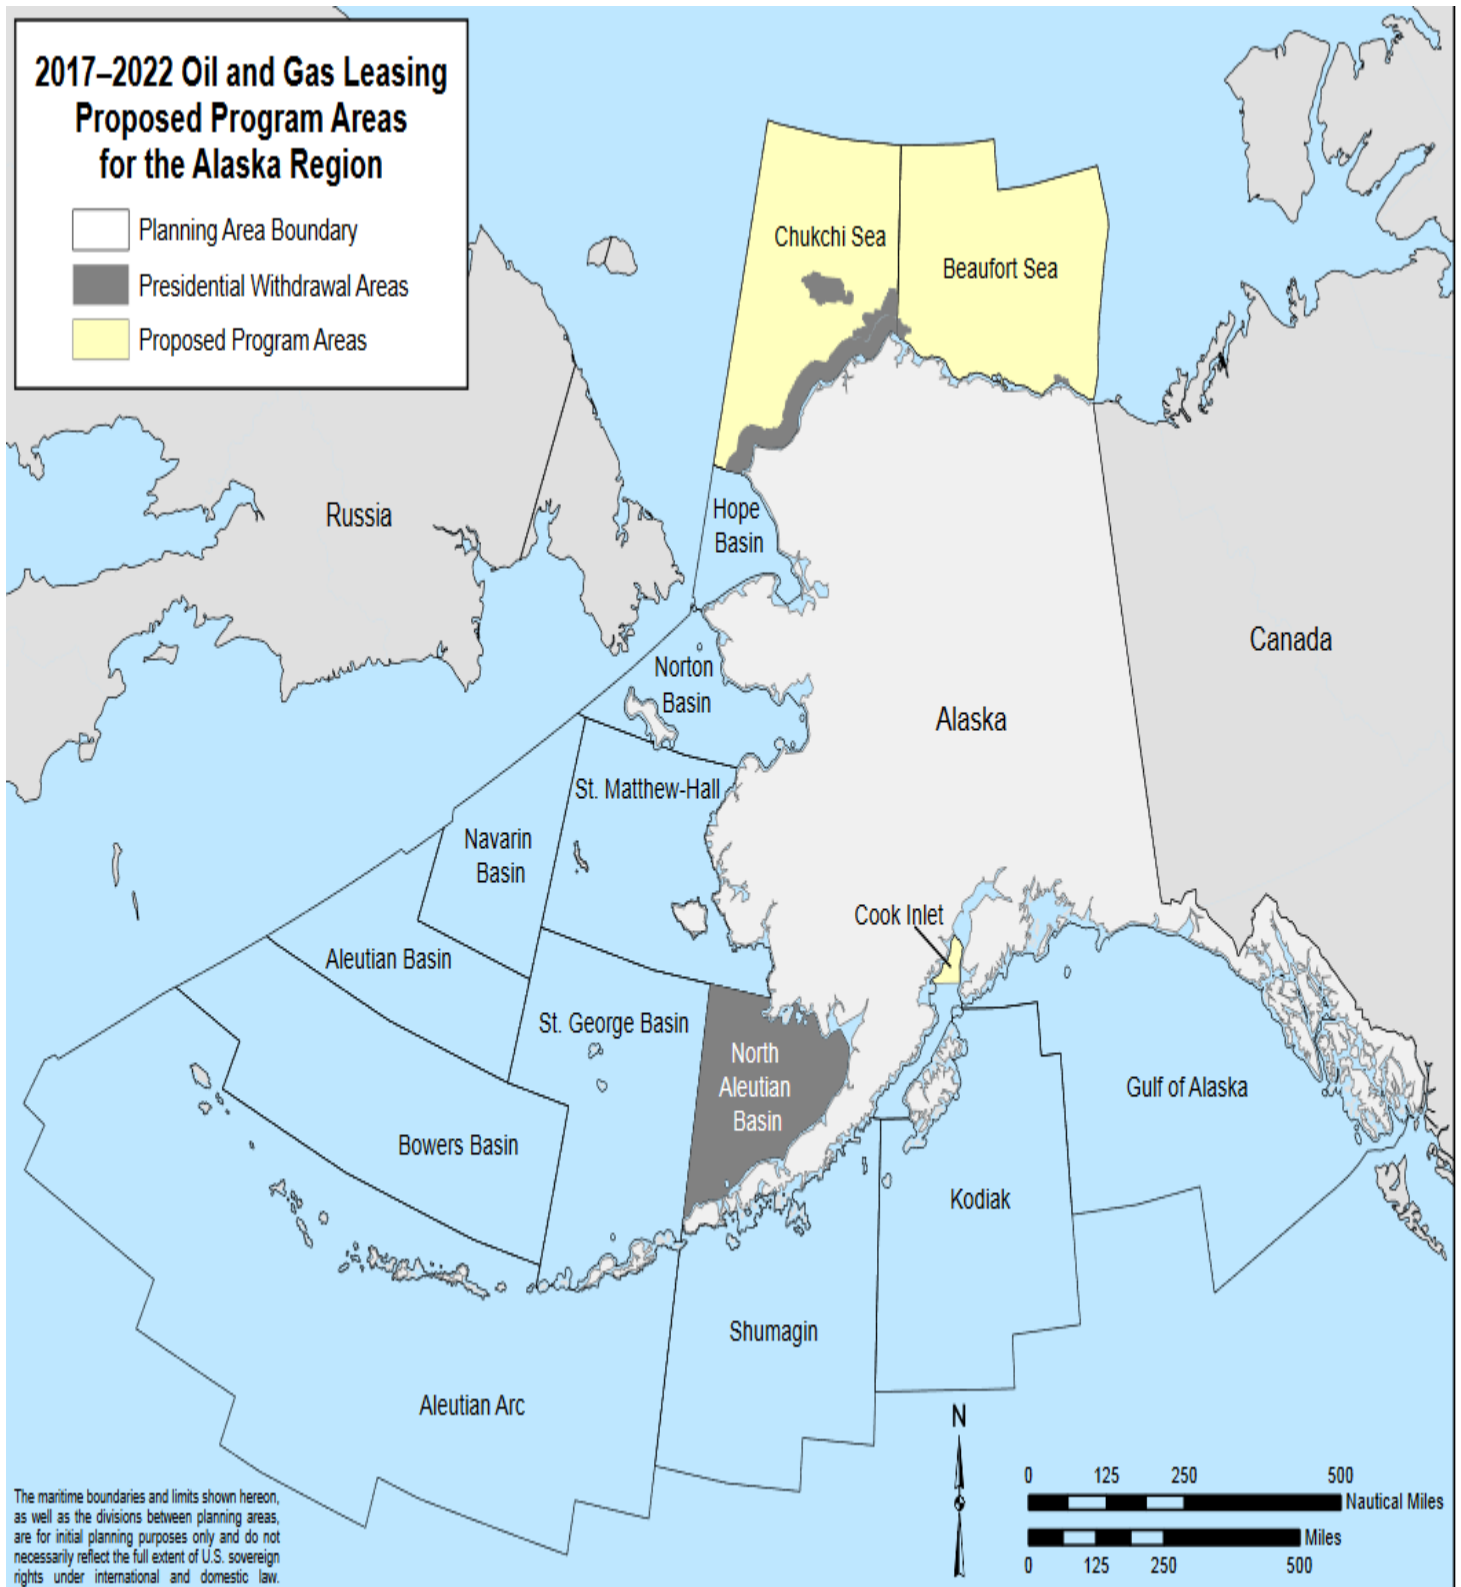 2017–2022 Oil and Gas Leasing
Proposed Program Areas
for the Alaska Region
Planning Area Boundary
Presidential Withdrawal Areas
Proposed Program Areas
Chukchi Sea
Beaufort Sea
Russia
Hope
Basin
Canada
Norton
Basin
Alaska
St. Matthew-Hall
Navarin
Basin
Cook Inlet
Aleutian Basin
St. George Basin
North
Aleutian
Basin
Gulf of Alaska
Bowers Basin
Kodiak
Shumagin
Aleutian Arc
N
0 125 250 500
Nautical Miles
Miles
0 125 250 500
The maritime boundaries and limits shown hereon,
as well as the divisions between planning areas,
are for initial planning purposes only and do not
necessarily reflect the full extent of U.S. sovereign
rights under international and domestic law.